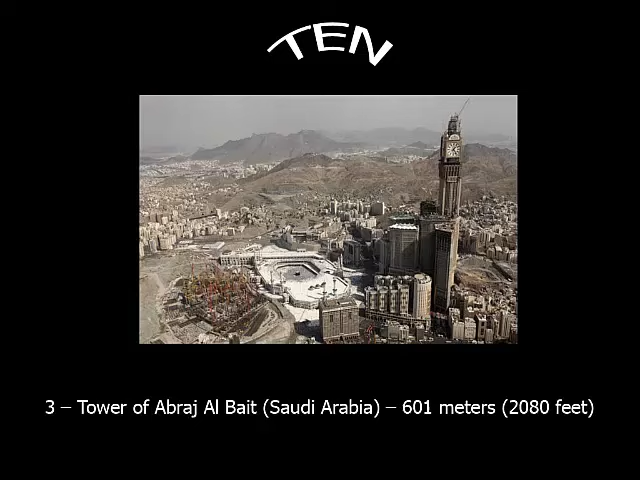 TEN
3 – Tower of Abraj Al Bait (Saudi Arabia) – 601 meters (2080 feet)